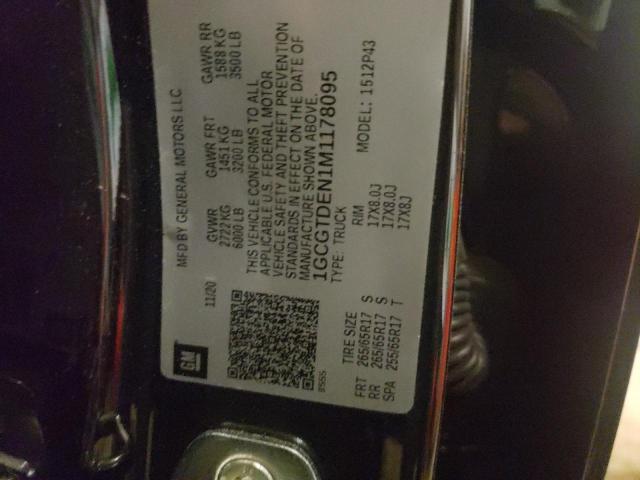 GM
MFD BY GENERAL MOTORS LLC
11/20
GVWR GAWR FRT GAWR RR
2722 KG 1451 KG 1588 KG
6000 LB 3200 LB 3500 LB
THIS VEHICLE CONFORMS TO ALL
APPLICABLE U.S. FEDERAL MOTOR
VEHICLE SAFETY AND THEFT PREVENTION
STANDARDS IN EFFECT ON THE DATE OF
MANUFACTURE SHOWN ABOVE.
1GCGTDEN1M1178095
TYPE: TRUCK MODEL: 1512P43
TIRE SIZE RIM
FRT 265/65R17 S 17X8.0J
RR 265/65R17 S 17X8.0J
SPA 255/65R17 T 17X8J